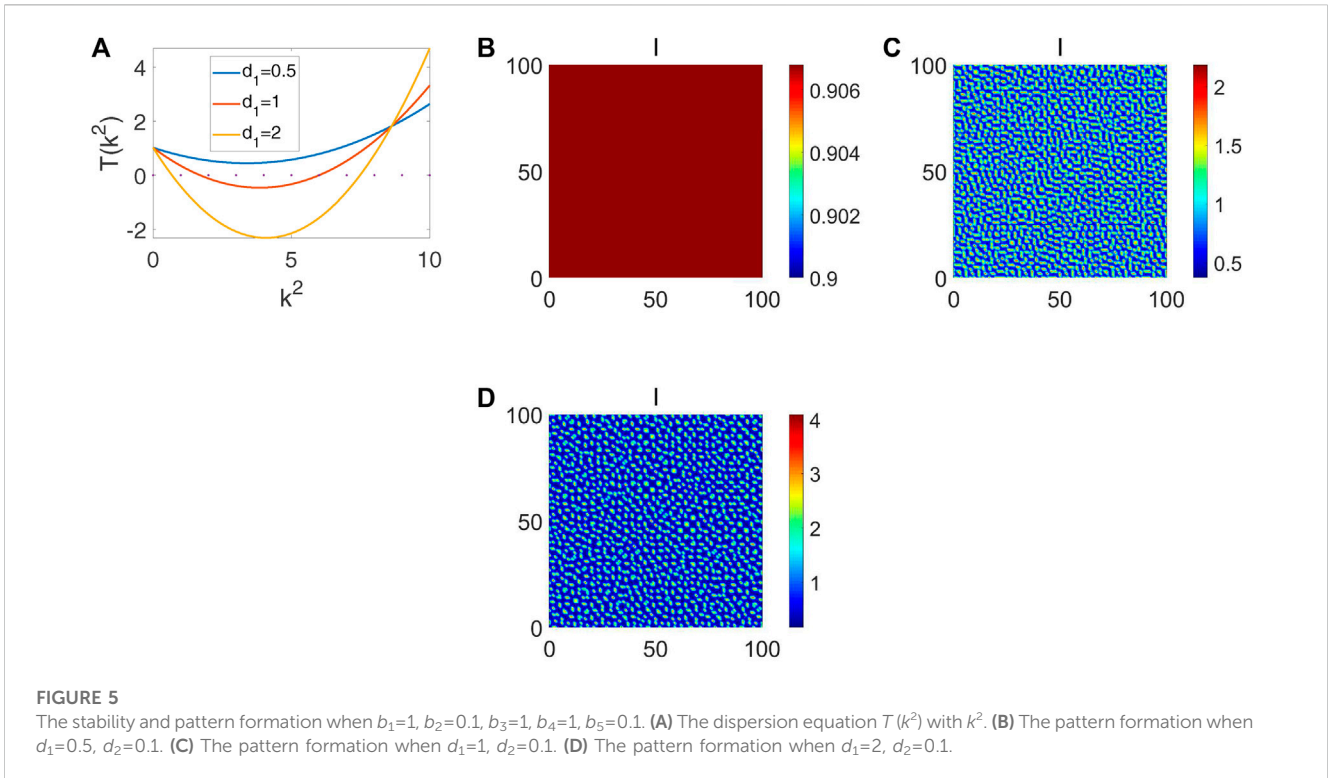 A
B
C
I
I
4
2
0
-2
T(k²)
d₁=0.5
d₁=1
d₁=2
0
5
10
k²
100
50
0
0
50
100
0.906
0.904
0.902
0.9
100
50
0
0
50
100
2
1.5
1
0.5
D
I
100
50
0
0
50
100
4
3
2
1
FIGURE 5
The stability and pattern formation when b₁=1, b₂=0.1, b₃=1, b₄=1, b₅=0.1. (A) The dispersion equation T (k²) with k². (B) The pattern formation when
d₁=0.5, d₂=0.1. (C) The pattern formation when d₁=1, d₂=0.1. (D) The pattern formation when d₁=2, d₂=0.1.